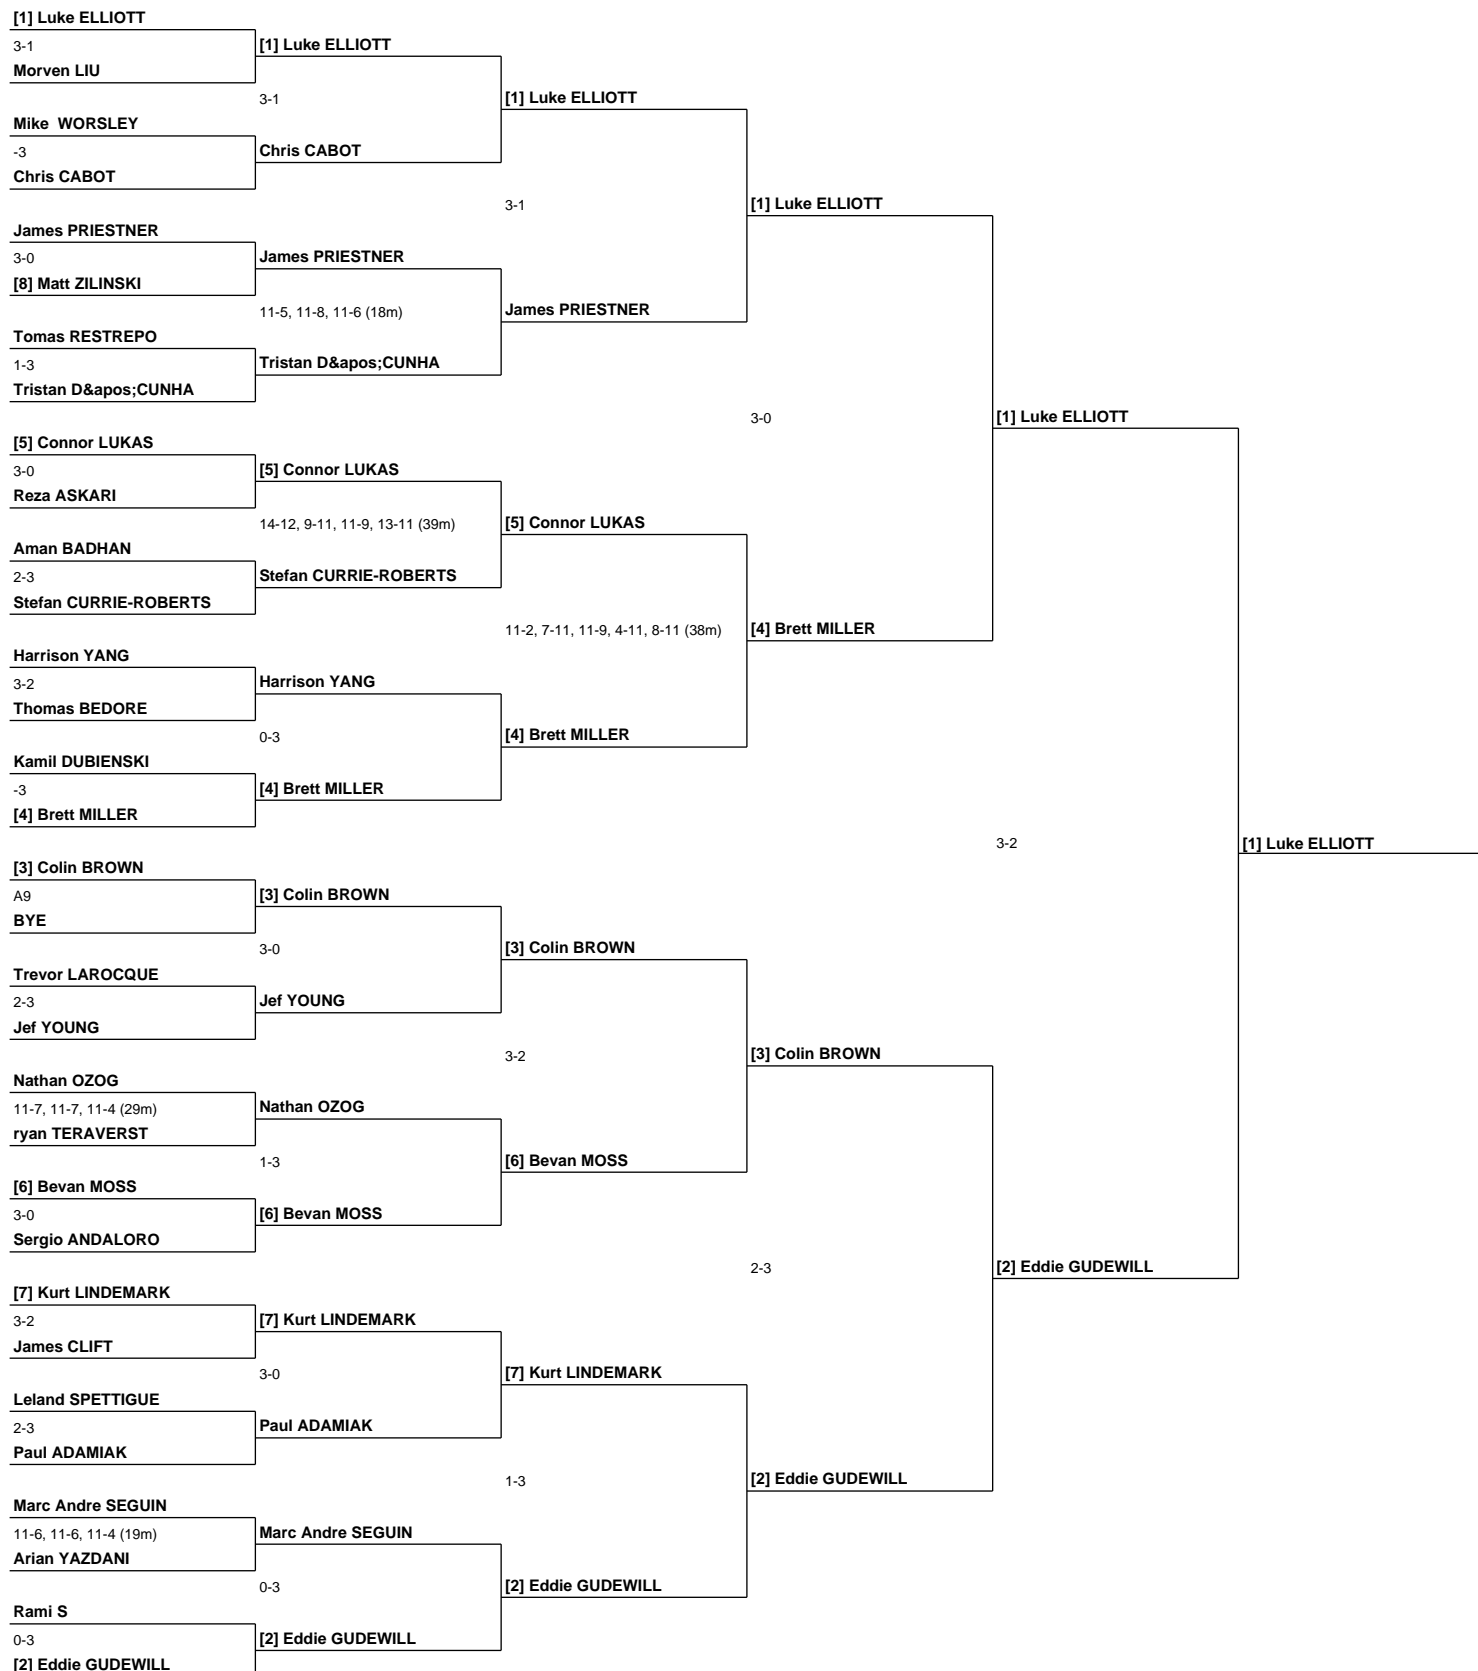 [1] Luke ELLIOTT
3-1
Morven LIU
Mike  WORSLEY
-3
Chris CABOT
James PRIESTNER
3-0
[8] Matt ZILINSKI
Tomas RESTREPO
1-3
Tristan D&apos;CUNHA
[5] Connor LUKAS
3-0
Reza ASKARI
Aman BADHAN
2-3
Stefan CURRIE-ROBERTS
Harrison YANG
3-2
Thomas BEDORE
Kamil DUBIENSKI
-3
[4] Brett MILLER
[3] Colin BROWN
A9
BYE
Trevor LAROCQUE
2-3
Jef YOUNG
Nathan OZOG
11-7, 11-7, 11-4 (29m)
ryan TERAVERST
[6] Bevan MOSS
3-0
Sergio ANDALORO
[7] Kurt LINDEMARK
3-2
James CLIFT
Leland SPETTIGUE
2-3
Paul ADAMIAK
Marc Andre SEGUIN
11-6, 11-6, 11-4 (19m)
Arian YAZDANI
Rami S
0-3
[2] Eddie GUDEWILL
[1] Luke ELLIOTT
3-1
Chris CABOT
James PRIESTNER
11-5, 11-8, 11-6 (18m)
Tristan D&apos;CUNHA
[5] Connor LUKAS
14-12, 9-11, 11-9, 13-11 (39m)
Stefan CURRIE-ROBERTS
Harrison YANG
0-3
[4] Brett MILLER
[3] Colin BROWN
3-0
Jef YOUNG
Nathan OZOG
1-3
[6] Bevan MOSS
[7] Kurt LINDEMARK
3-0
Paul ADAMIAK
Marc Andre SEGUIN
0-3
[2] Eddie GUDEWILL
[1] Luke ELLIOTT
3-1
James PRIESTNER
[5] Connor LUKAS
11-2, 7-11, 11-9, 4-11, 8-11 (38m)
[4] Brett MILLER
[3] Colin BROWN
3-2
[6] Bevan MOSS
[7] Kurt LINDEMARK
1-3
[2] Eddie GUDEWILL
[1] Luke ELLIOTT
3-0
[4] Brett MILLER
[3] Colin BROWN
2-3
[2] Eddie GUDEWILL
[1] Luke ELLIOTT
3-2
[2] Eddie GUDEWILL
[1] Luke ELLIOTT